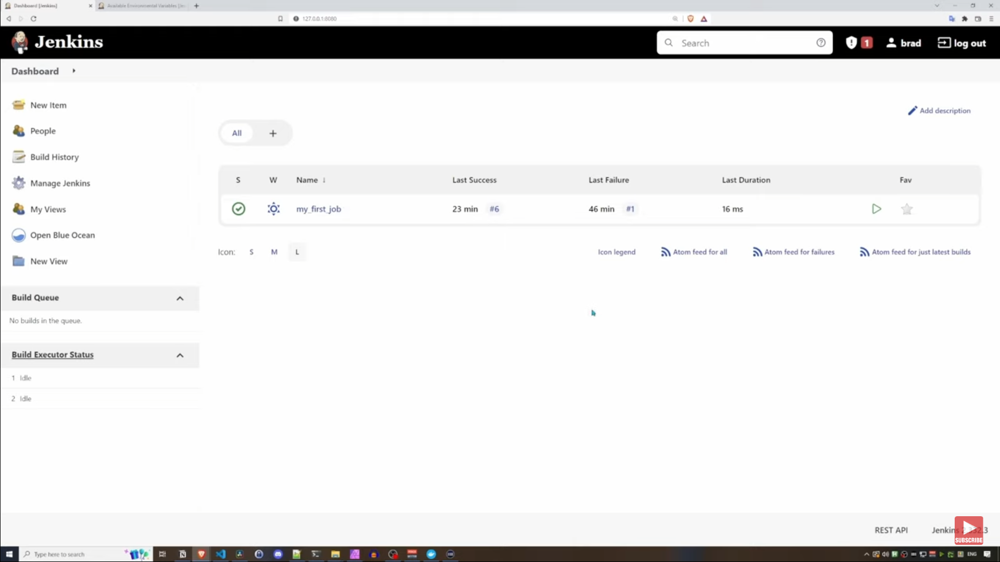 Dashboard [Jenkins]
Available Environmental Variables [Je
127.0.0.1:8080
Jenkins
Search
1
brad
log out
Dashboard
New Item
People
Build History
Manage Jenkins
My Views
Open Blue Ocean
New View
Add description
All +
S W Name ↓ Last Success Last Failure Last Duration Fav
my_first_job 23 min #6 46 min #1 16 ms
Icon: S M L
Icon legend
Atom feed for all
Atom feed for failures
Atom feed for just latest builds
Build Queue
No builds in the queue.
Build Executor Status
1 Idle
2 Idle
REST API
Jenkins
SUBSCRIBE
Type here to search
ENG